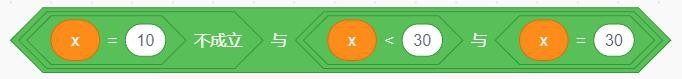 x = 10 不成立 与 x < 30 与 x = 30